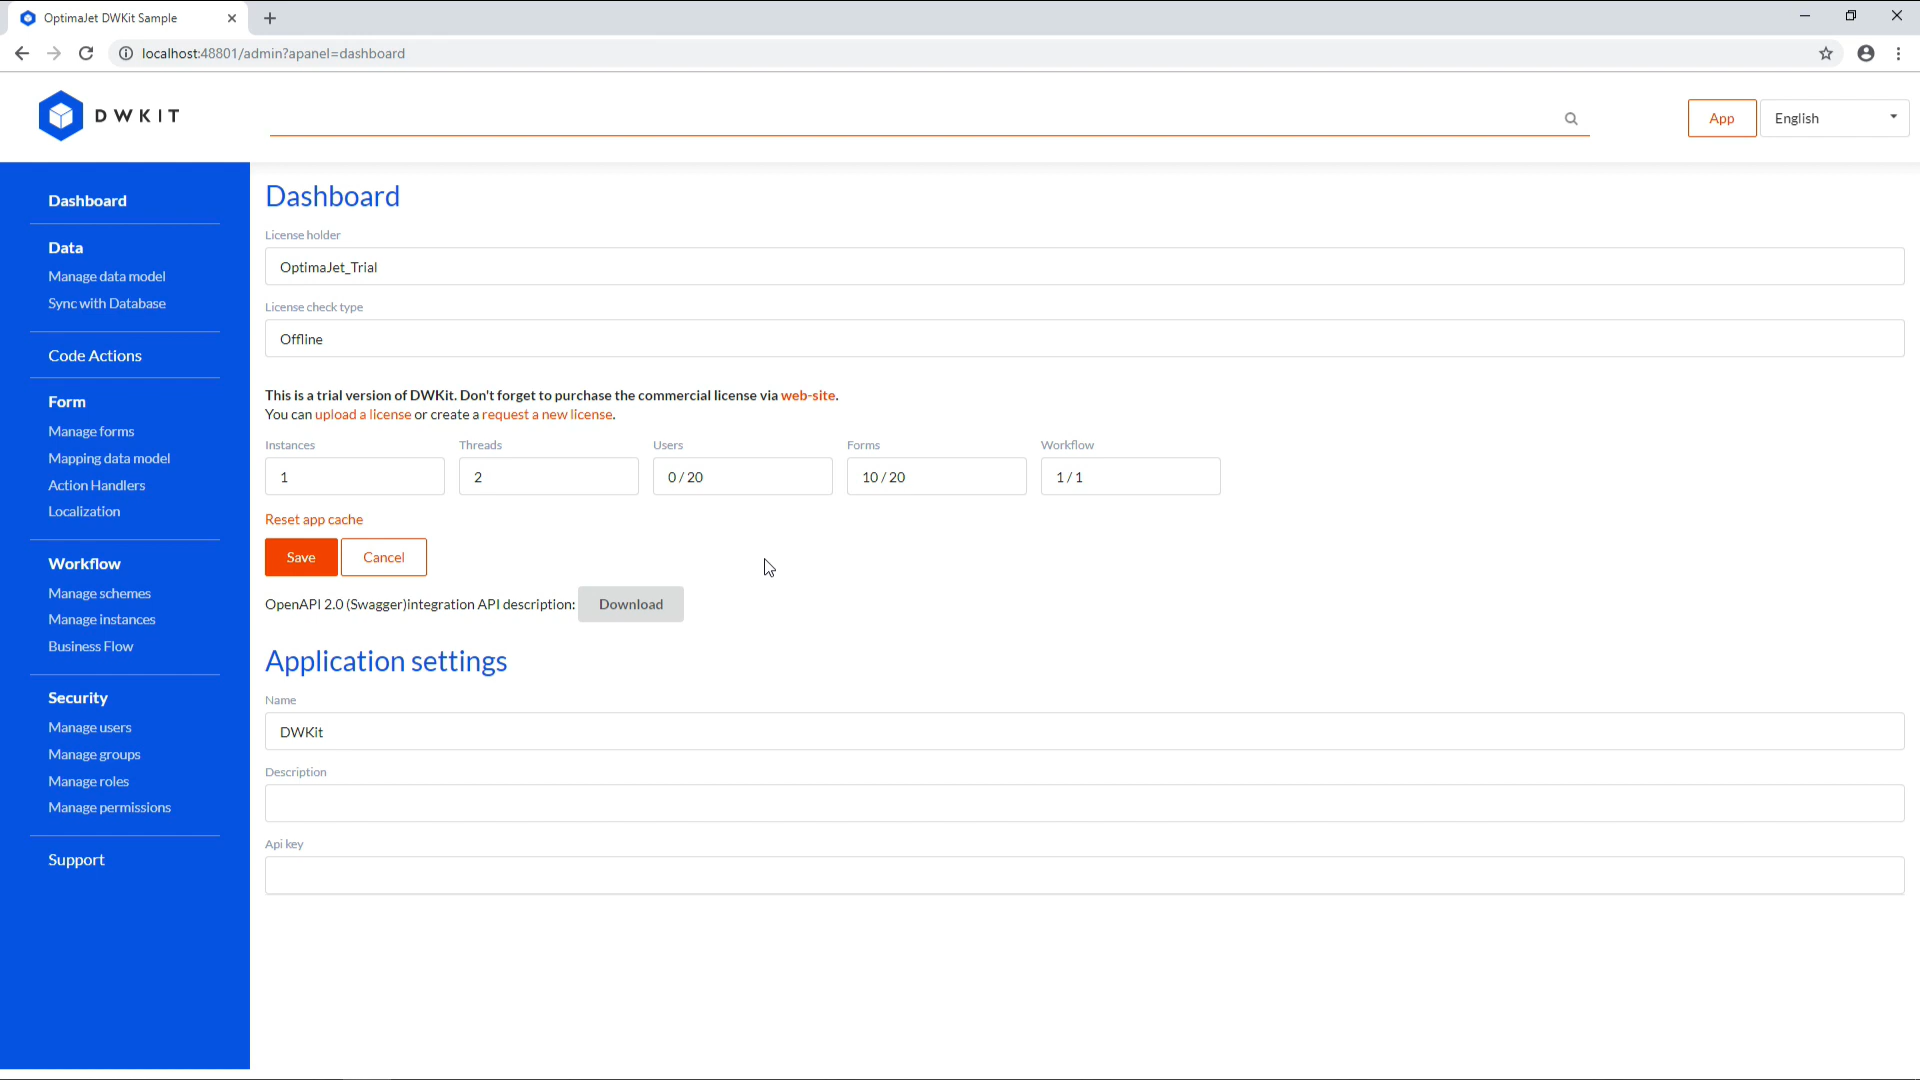 OptimaJet DWKit Sample
localhost:48801/admin?apanel=dashboard
DWKIT
App
English
Dashboard
Data
Manage data model
Sync with Database
Code Actions
Form
Manage forms
Mapping data model
Action Handlers
Localization
Workflow
Manage schemes
Manage instances
Business Flow
Security
Manage users
Manage groups
Manage roles
Manage permissions
Support
Dashboard
License holder
OptimaJet_Trial
License check type
Offline
This is a trial version of DWKit. Don't forget to purchase the commercial license via web-site.
You can upload a license or create a request a new license.
Instances Threads Users Forms Workflow
1 2 0 / 20 10 / 20 1 / 1
Reset app cache
Save Cancel
OpenAPI 2.0 (Swagger)integration API description: Download
Application settings
Name
DWKit
Description
Api key